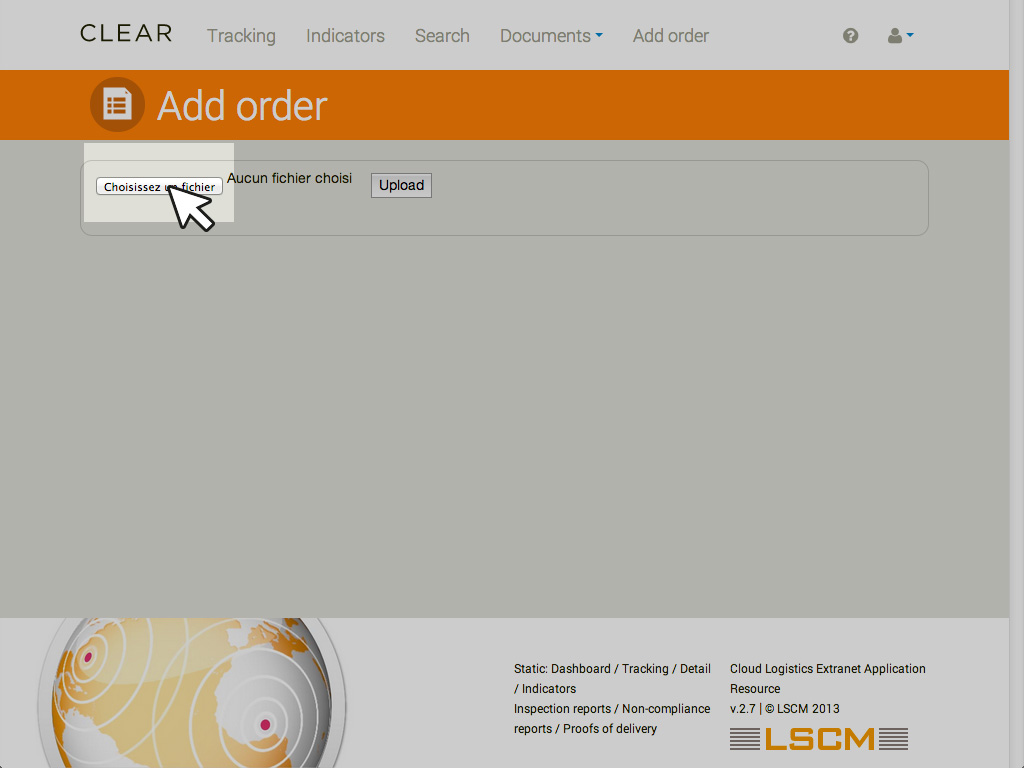 CLEAR Tracking Indicators Search Documents Add order
Add order
Choisissez un fichier Aucun fichier choisi Upload
Static: Dashboard / Tracking / Detail
/ Indicators
Inspection reports / Non-compliance
reports / Proofs of delivery
Cloud Logistics Extranet Application
Resource
v.2.7 | © LSCM 2013
LSCM